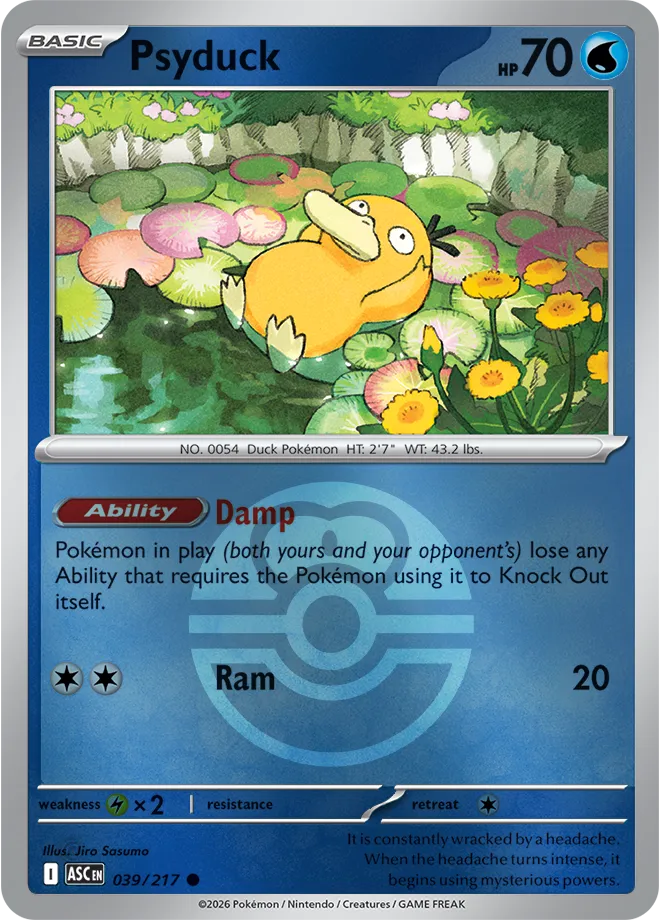 BASIC Psyduck HP 70
NO. 0054 Duck Pokémon HT: 2'7" WT: 43.2 lbs.
Ability Damp
Pokémon in play (both yours and your opponent's) lose any
Ability that requires the Pokémon using it to Knock Out
itself.
Ram 20
weakness ×2 resistance retreat
Illus. Jiro Sasumo
It is constantly wracked by a headache.
When the headache turns intense, it
begins using mysterious powers.
I ASC EN 039/217
©2026 Pokémon / Nintendo / Creatures / GAME FREAK